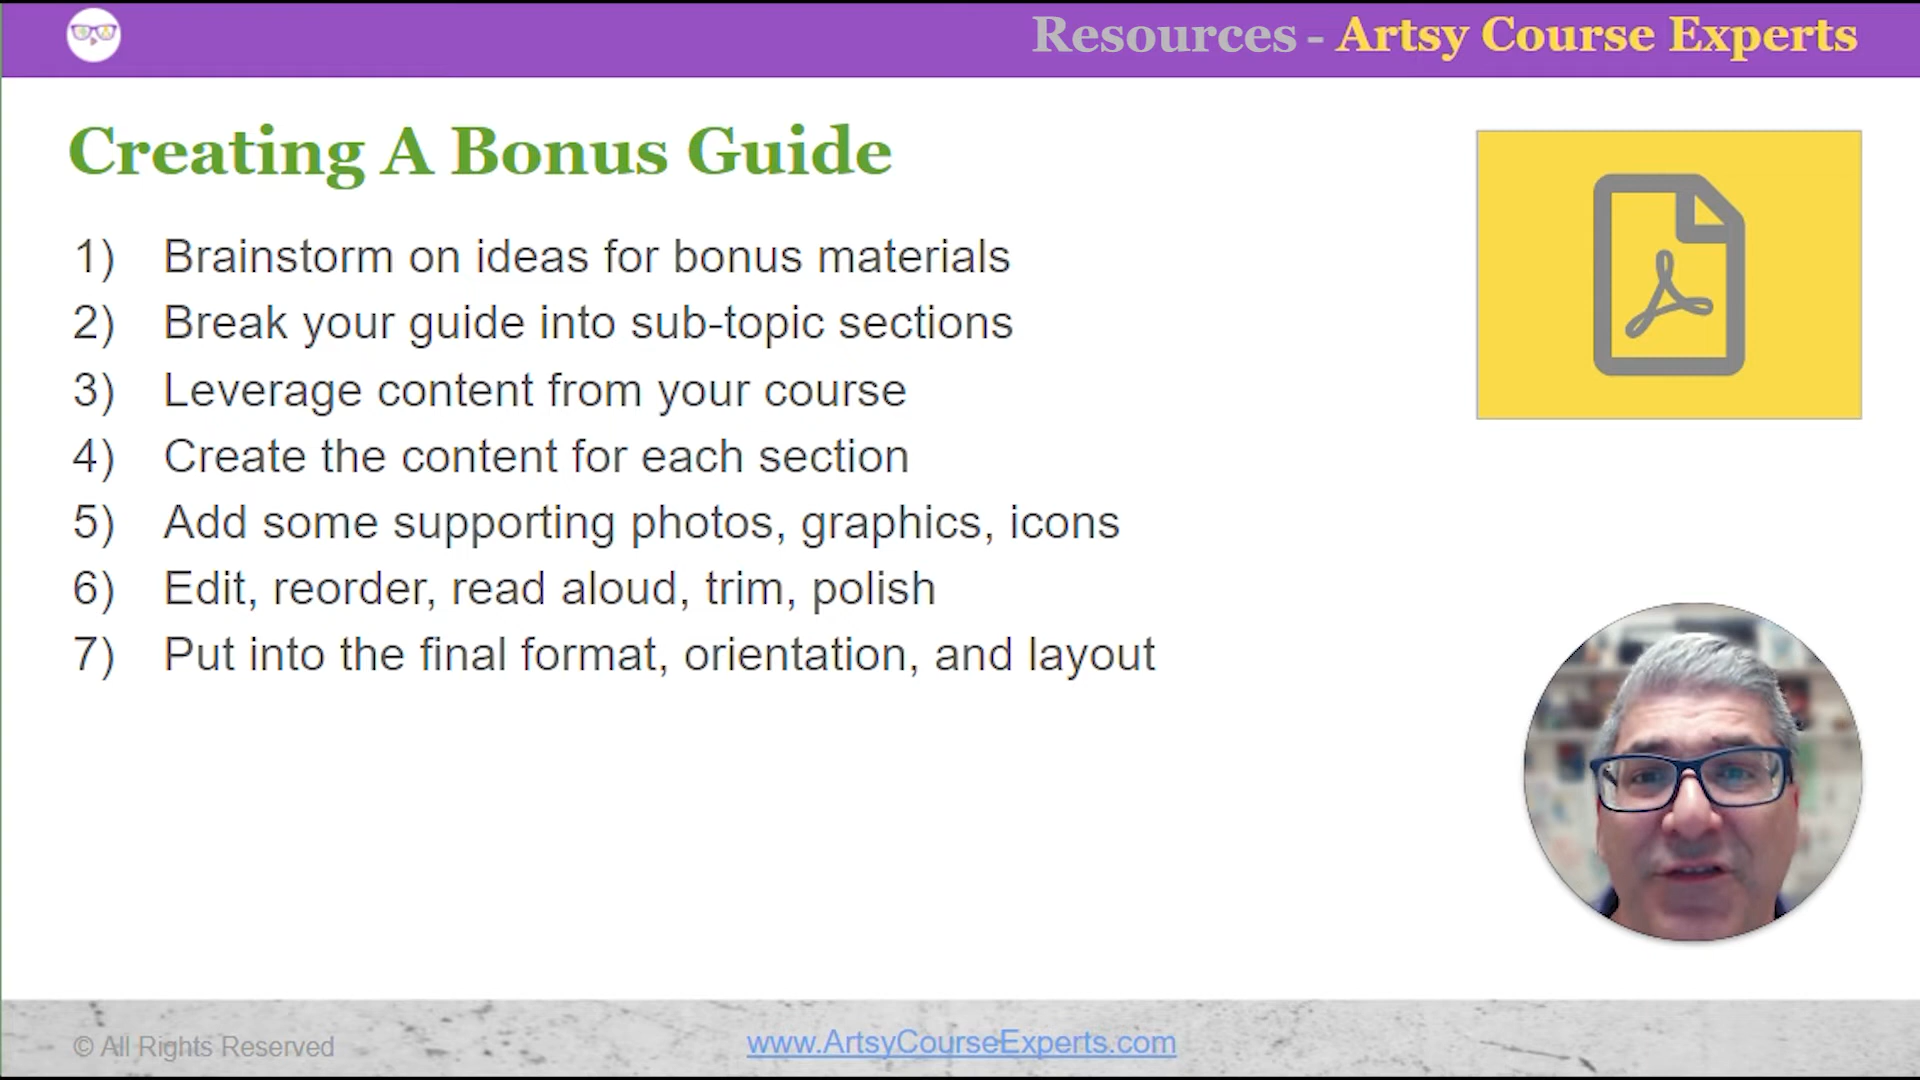 Resources - Artsy Course Experts
Creating A Bonus Guide
1) Brainstorm on ideas for bonus materials
2) Break your guide into sub-topic sections
3) Leverage content from your course
4) Create the content for each section
5) Add some supporting photos, graphics, icons
6) Edit, reorder, read aloud, trim, polish
7) Put into the final format, orientation, and layout
© All Rights Reserved
www.ArtsyCourseExperts.com